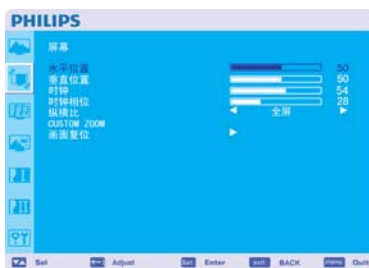 PHILIPS
屏幕
水平位置 50
垂直位置 50
时钟 54
时钟相位 28
纵横比 全屏
CUSTOM ZOOM
画面复位
Sel Adjust Set Enter exit BACK menu Quit